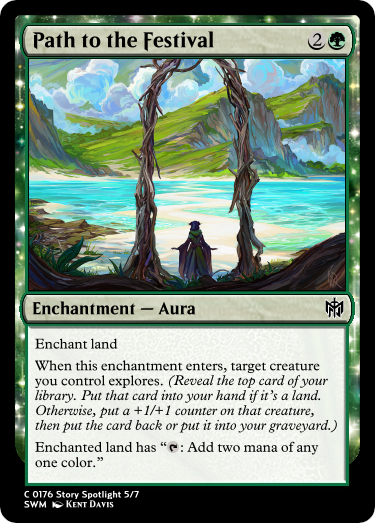 Path to the Festival 2
Enchantment — Aura
Enchant land
When this enchantment enters, target creature
you control explores. (Reveal the top card of your
library. Put that card into your hand if it's a land.
Otherwise, put a +1/+1 counter on that creature,
then put the card back or put it into your graveyard.)
Enchanted land has “: Add two mana of any
one color.”
C 0176 Story Spotlight 5/7
SWM Kent Davis